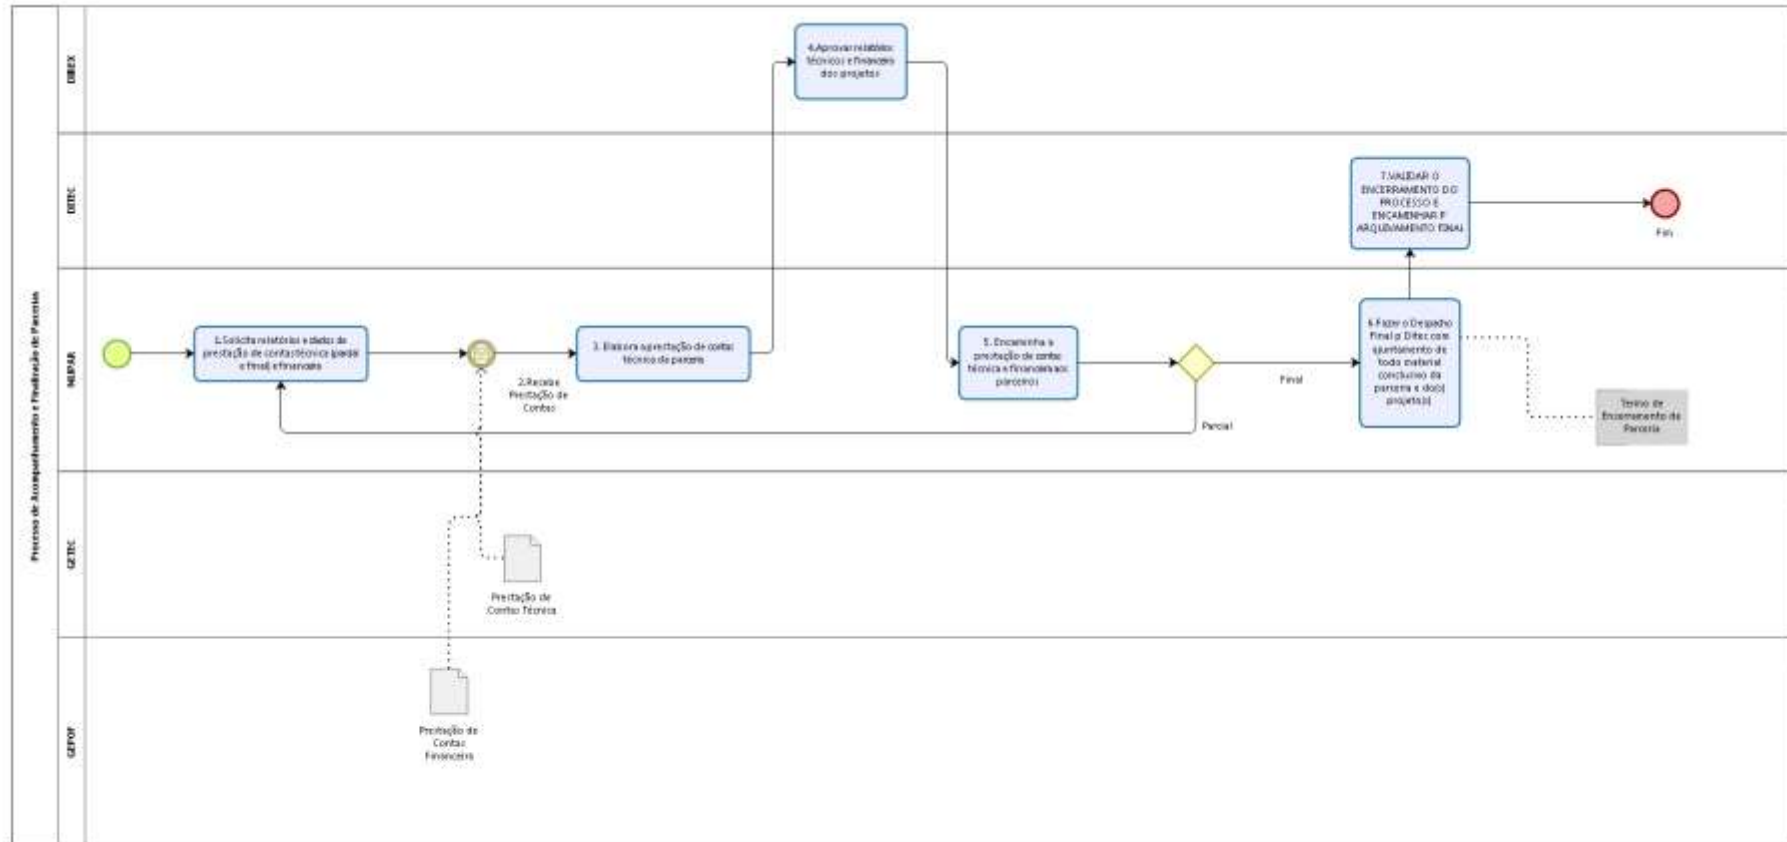 Processo de Acompanhamento e Finalização de Parcerias
DIREX
4.Aprovar relatórios
técnicos e financeiro
dos projetos
DITEC
7.VALIDAR O
ENCERRAMENTO DO
PROCESSO E
ENCAMINHAR P
ARQUIVAMENTO FINAL
Fim
NUPAR
1.Solicita relatórios e dados da
prestação de contas técnica (parcial
e final) e financeira
2.Recebe
Prestação de
Contas
3. Elabora a prestação de contas
técnica da parceria
5. Encaminha a
prestação de contas
técnica e financeira aos
parceiros
Final
Parcial
6.Fazer o Despacho
Final p Ditec com
ajuntamento de
todo material
conclusivo da
parceria e do(s)
projeto(s)
Termo de
Encerramento da
Parceria
GETEC
Prestação de
Contas Técnica
GEPOF
Prestação de
Contas
Financeira